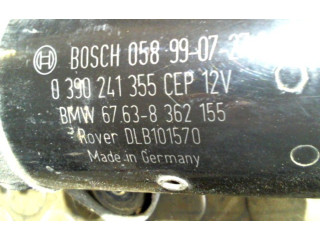 BOSCH 058 99-07-27
0 390 241 355 CEP 12V
BMW 67.63-8 362 155
Rover DLB101570
Made in Germany